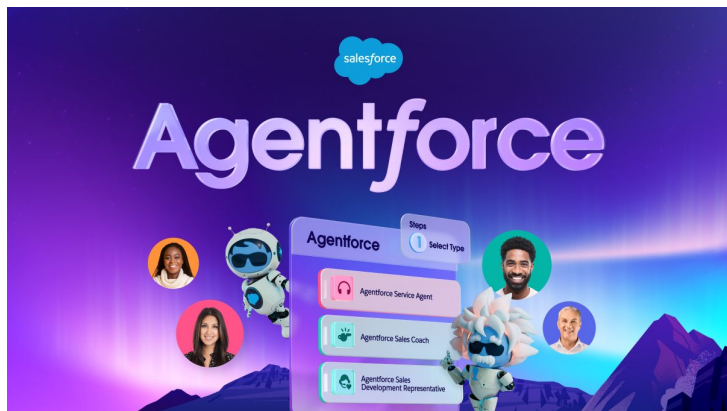 salesforce
Agentforce
Agentforce
Steps
1 Select Type
Agentforce Service Agent
Agentforce Sales Coach
Agentforce Sales
Development Representative